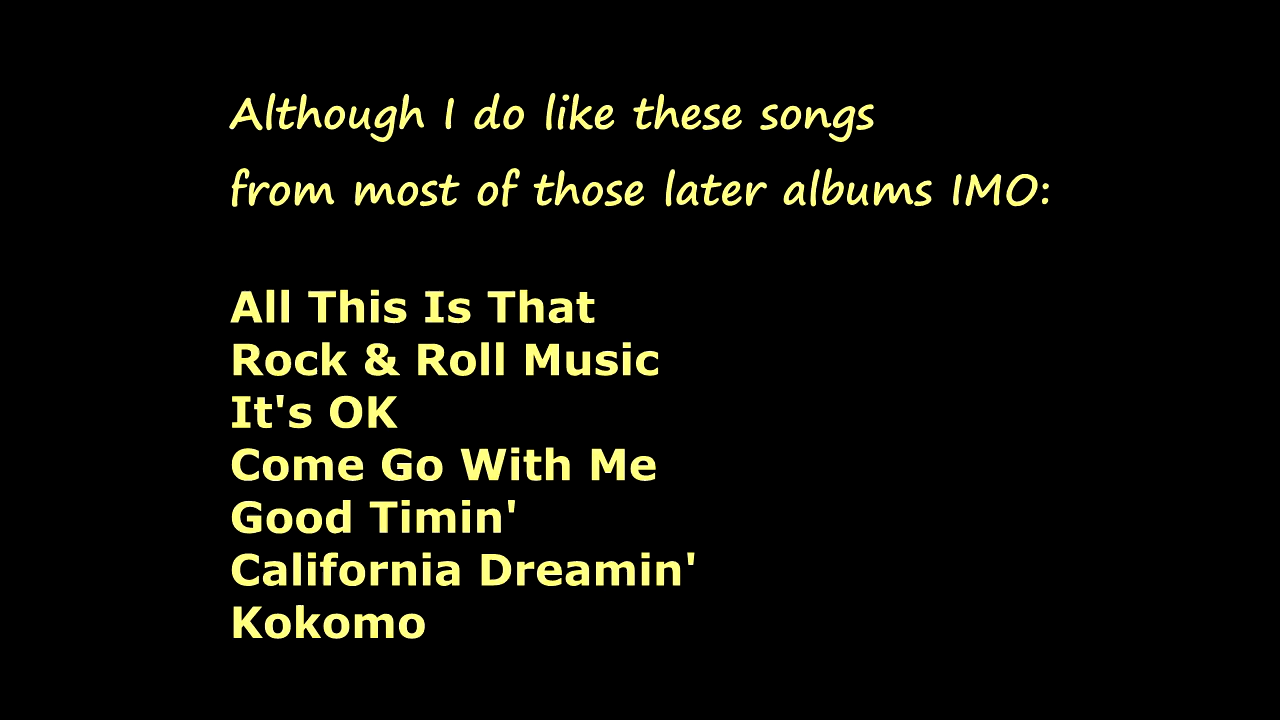 Although I do like these songs
from most of those later albums IMO:
All This Is That
Rock & Roll Music
It's OK
Come Go With Me
Good Timin'
California Dreamin'
Kokomo